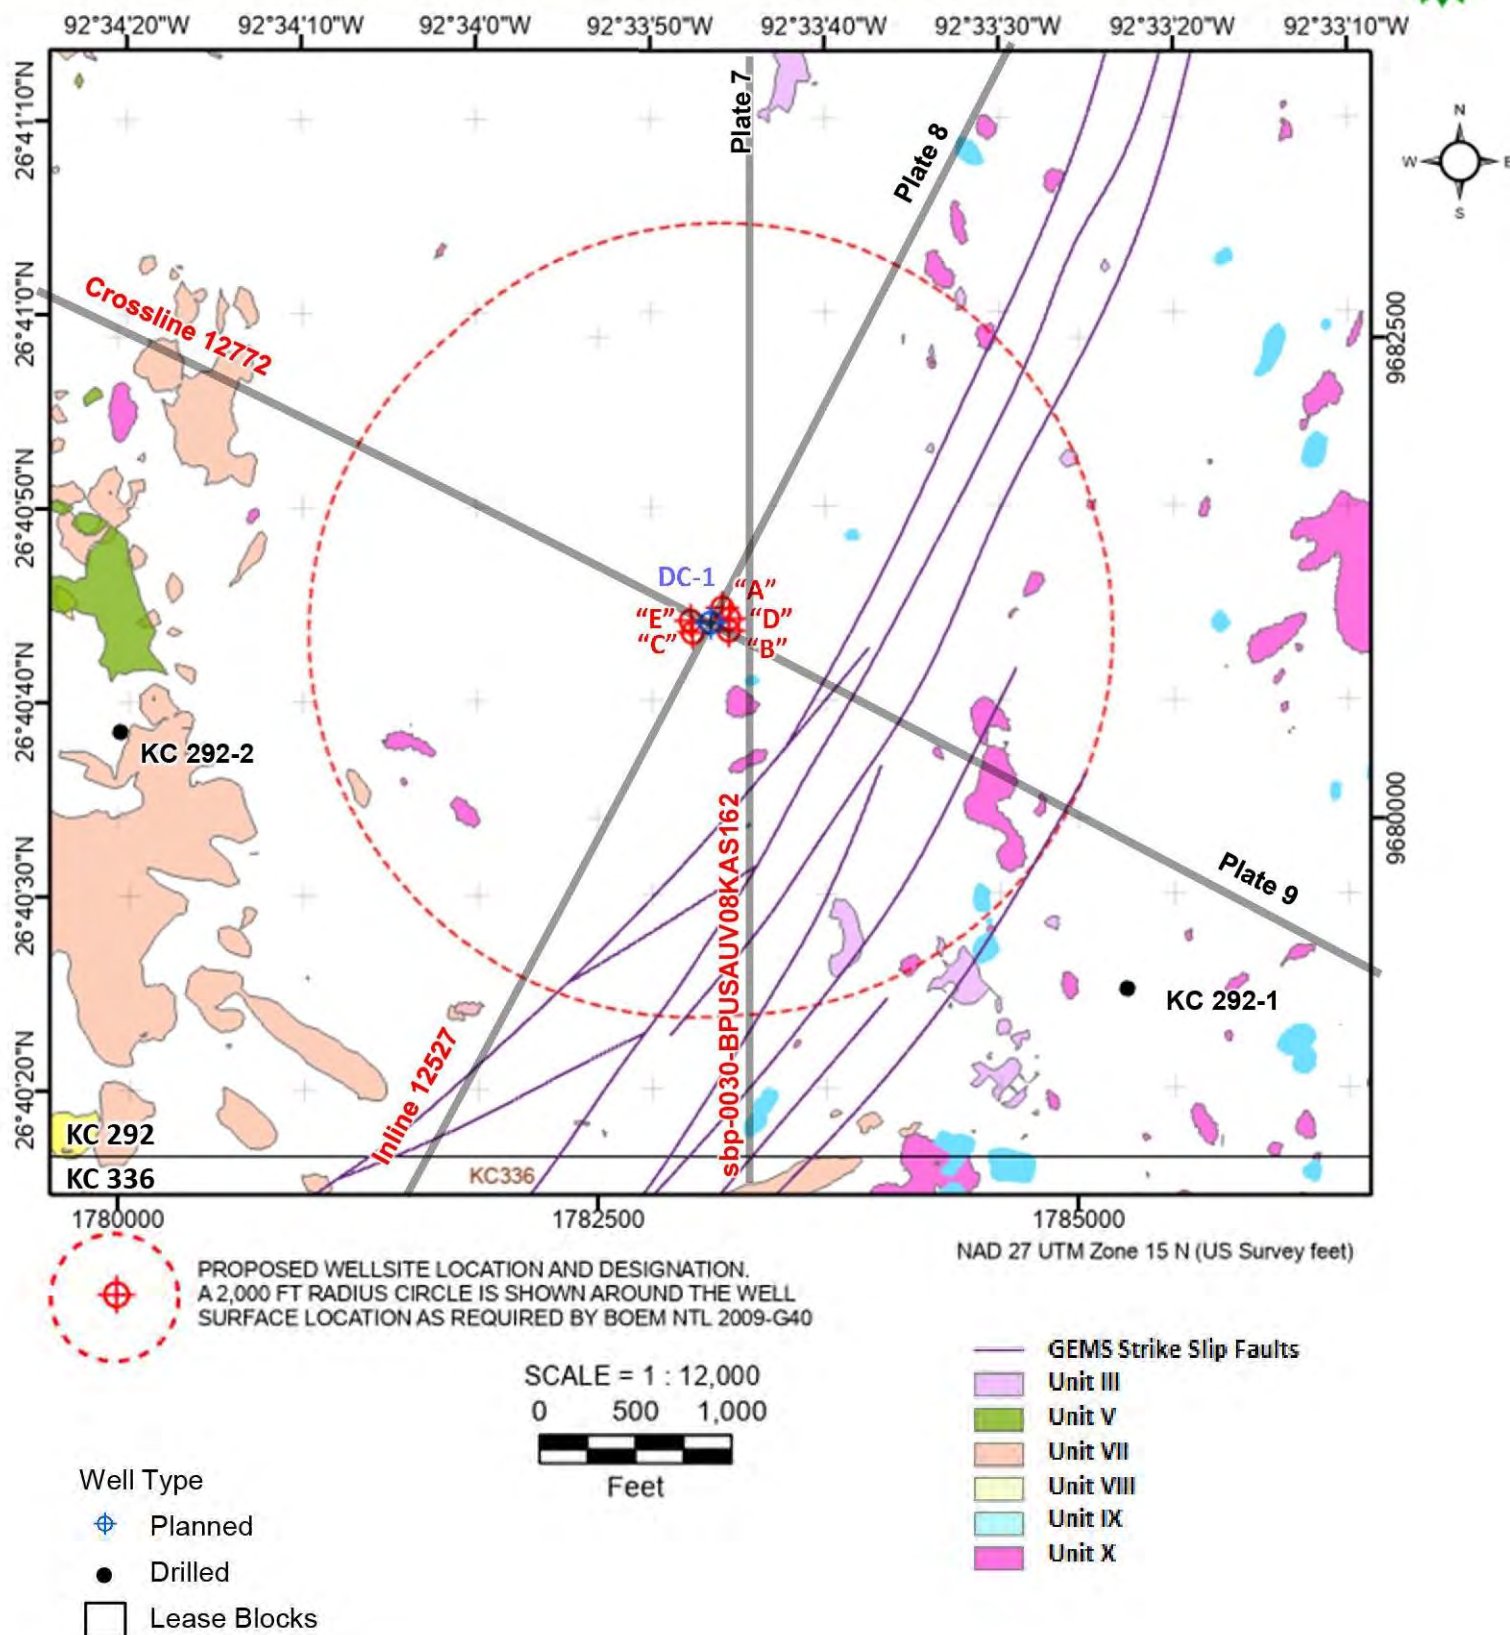 92°34'20"W 92°34'10"W 92°34'0"W 92°33'50"W 92°33'40"W 92°33'30"W 92°33'20"W 92°33'10"W
26°41'10"N
Plate 7
Plate 8
N
W E
S
26°41'0"N
Crossline 12772
9682500
26°40'50"N
DC-1
"A"
"E" "D"
"C" "B"
26°40'40"N
KC 292-2
9680000
26°40'30"N
Plate 9
KC 292-1
26°40'20"N
Inline 12527
sbp-0030-BPUSAUV08KAS162
KC 292
KC 336
KC336
1780000 1782500 1785000
NAD 27 UTM Zone 15 N (US Survey feet)
PROPOSED WELLSITE LOCATION AND DESIGNATION.
A 2,000 FT RADIUS CIRCLE IS SHOWN AROUND THE WELL
SURFACE LOCATION AS REQUIRED BY BOEM NTL 2009-G40
SCALE = 1 : 12,000
0 500 1,000
Feet
GEMS Strike Slip Faults
Unit III
Unit V
Unit VII
Unit VIII
Unit IX
Unit X
Well Type
Planned
Drilled
Lease Blocks